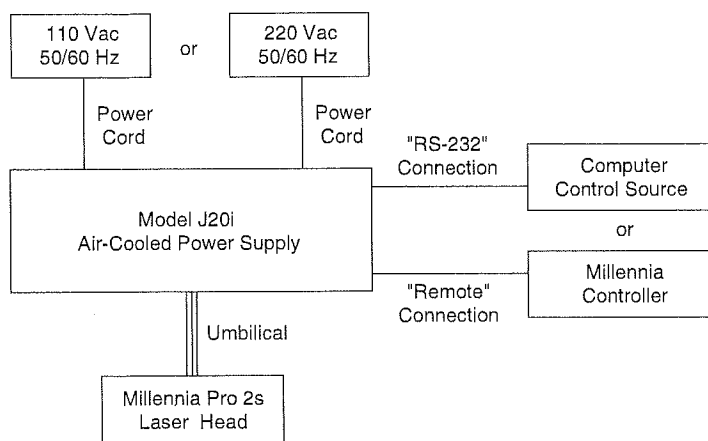 110 Vac
50/60 Hz
or
220 Vac
50/60 Hz
Power
Cord
Power
Cord
"RS-232"
Connection
Computer
Control Source
Model J20i
Air-Cooled Power Supply
or
"Remote"
Connection
Millennia
Controller
Umbilical
Millennia Pro 2s
Laser Head